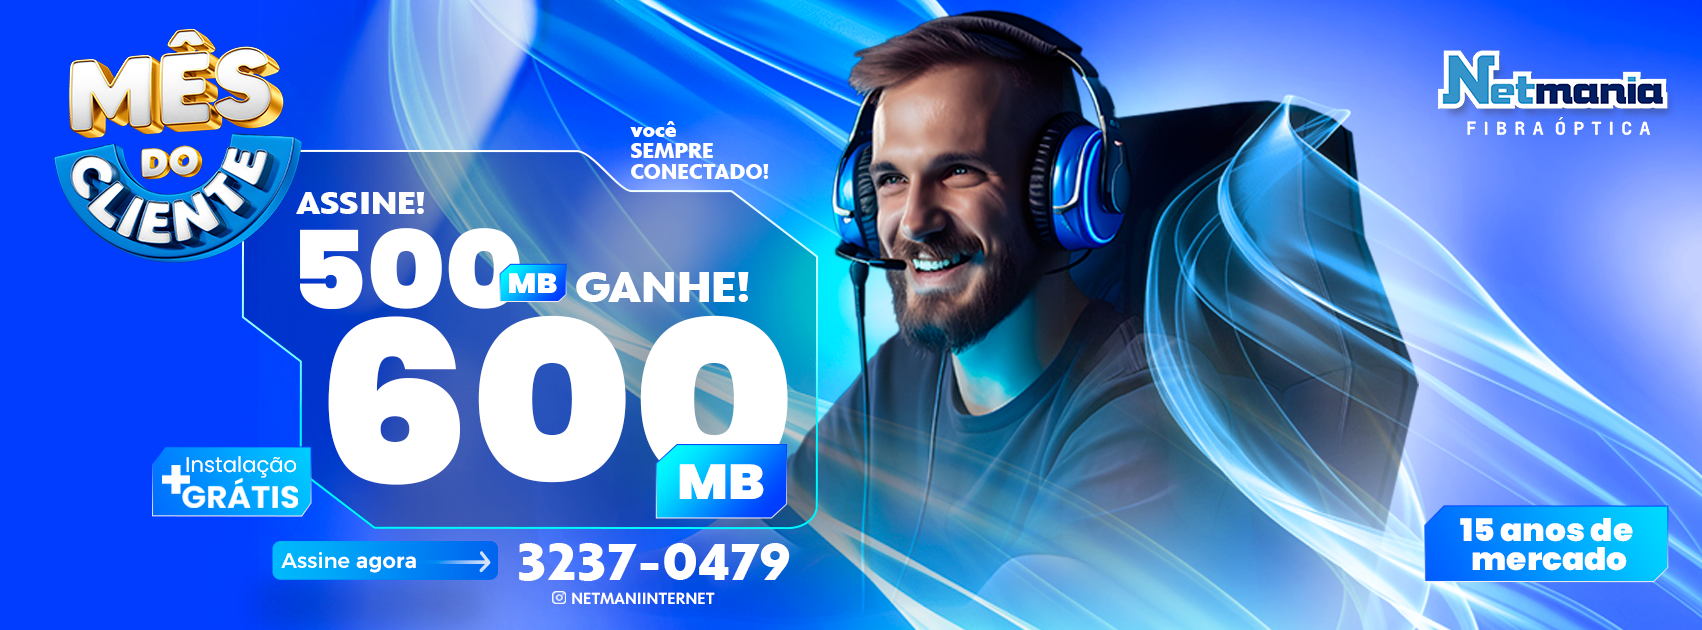 MÊS
DO
CLIENTE
você
SEMPRE
CONECTADO!
ASSINE!
500 MB GANHE!
600
MB
+ Instalação
GRÁTIS
Assine agora
3237-0479
NETMANIINTERNET
Netmania
FIBRA ÓPTICA
15 anos de
mercado